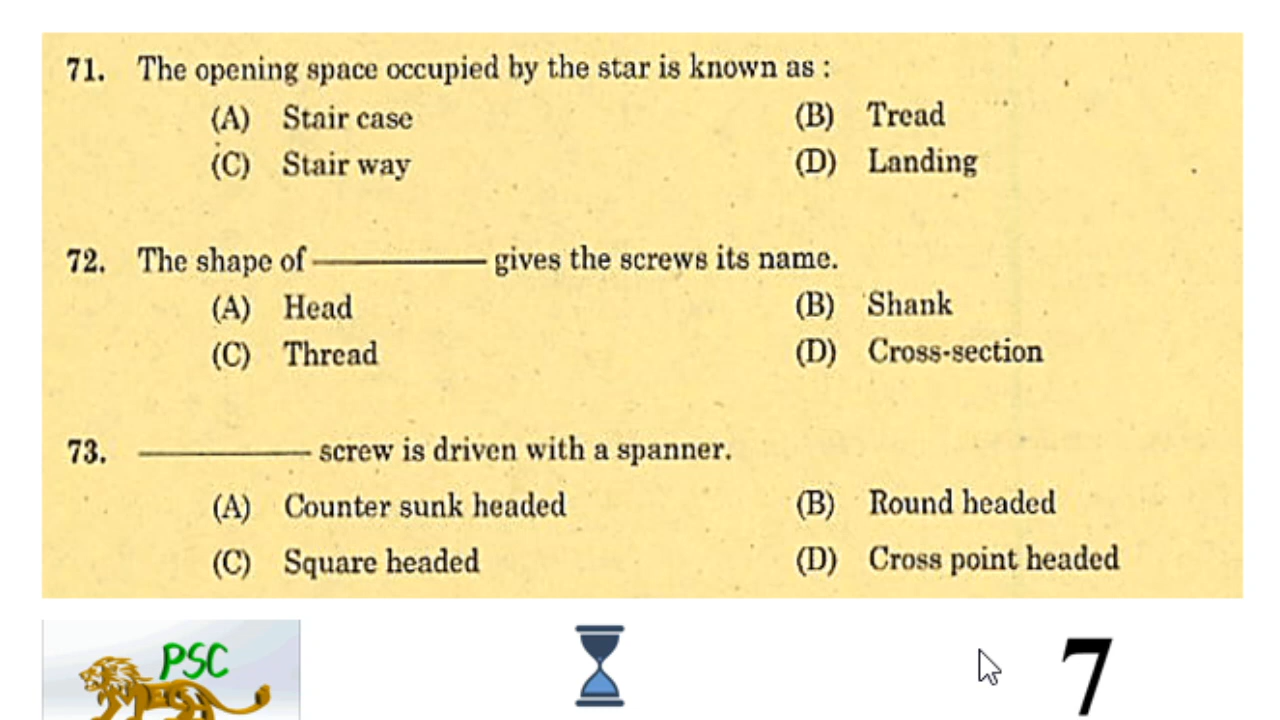 71. The opening space occupied by the star is known as :
(A) Stair case (B) Tread
(C) Stair way (D) Landing
72. The shape of ———— gives the screws its name.
(A) Head (B) Shank
(C) Thread (D) Cross-section
73. ———— screw is driven with a spanner.
(A) Counter sunk headed (B) Round headed
(C) Square headed (D) Cross point headed
PSC
7